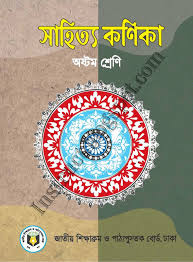 সাহিত্য কণিকা
অষ্টম শ্রেণি
জাতীয় শিক্ষাক্রম ও পাঠ্যপুস্তক বোর্ড, ঢাকা